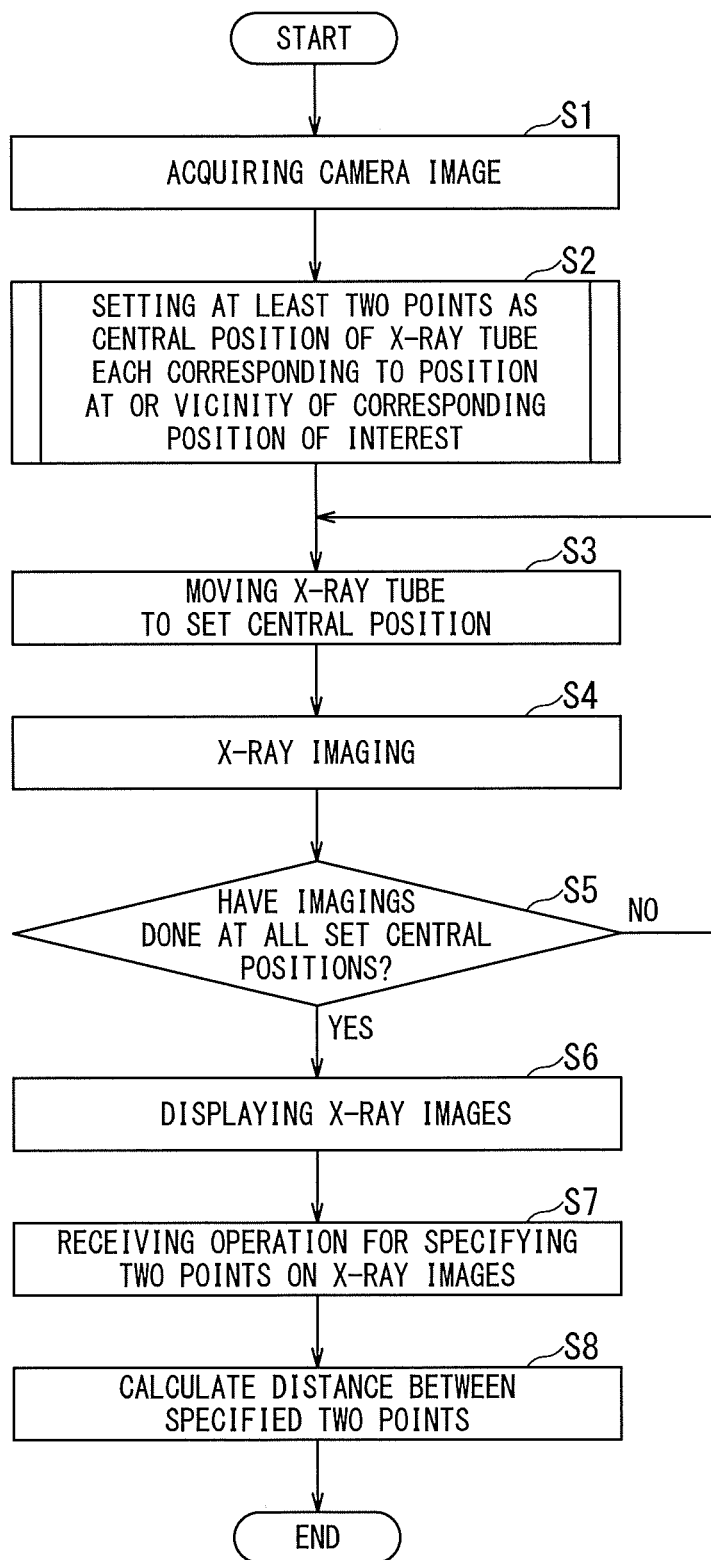 START
S1
ACQUIRING CAMERA IMAGE
S2
SETTING AT LEAST TWO POINTS AS
CENTRAL POSITION OF X-RAY TUBE
EACH CORRESPONDING TO POSITION
AT OR VICINITY OF CORRESPONDING
POSITION OF INTEREST
S3
MOVING X-RAY TUBE
TO SET CENTRAL POSITION
S4
X-RAY IMAGING
S5
HAVE IMAGINGS
DONE AT ALL SET CENTRAL
POSITIONS?
NO
YES
S6
DISPLAYING X-RAY IMAGES
S7
RECEIVING OPERATION FOR SPECIFYING
TWO POINTS ON X-RAY IMAGES
S8
CALCULATE DISTANCE BETWEEN
SPECIFIED TWO POINTS
END